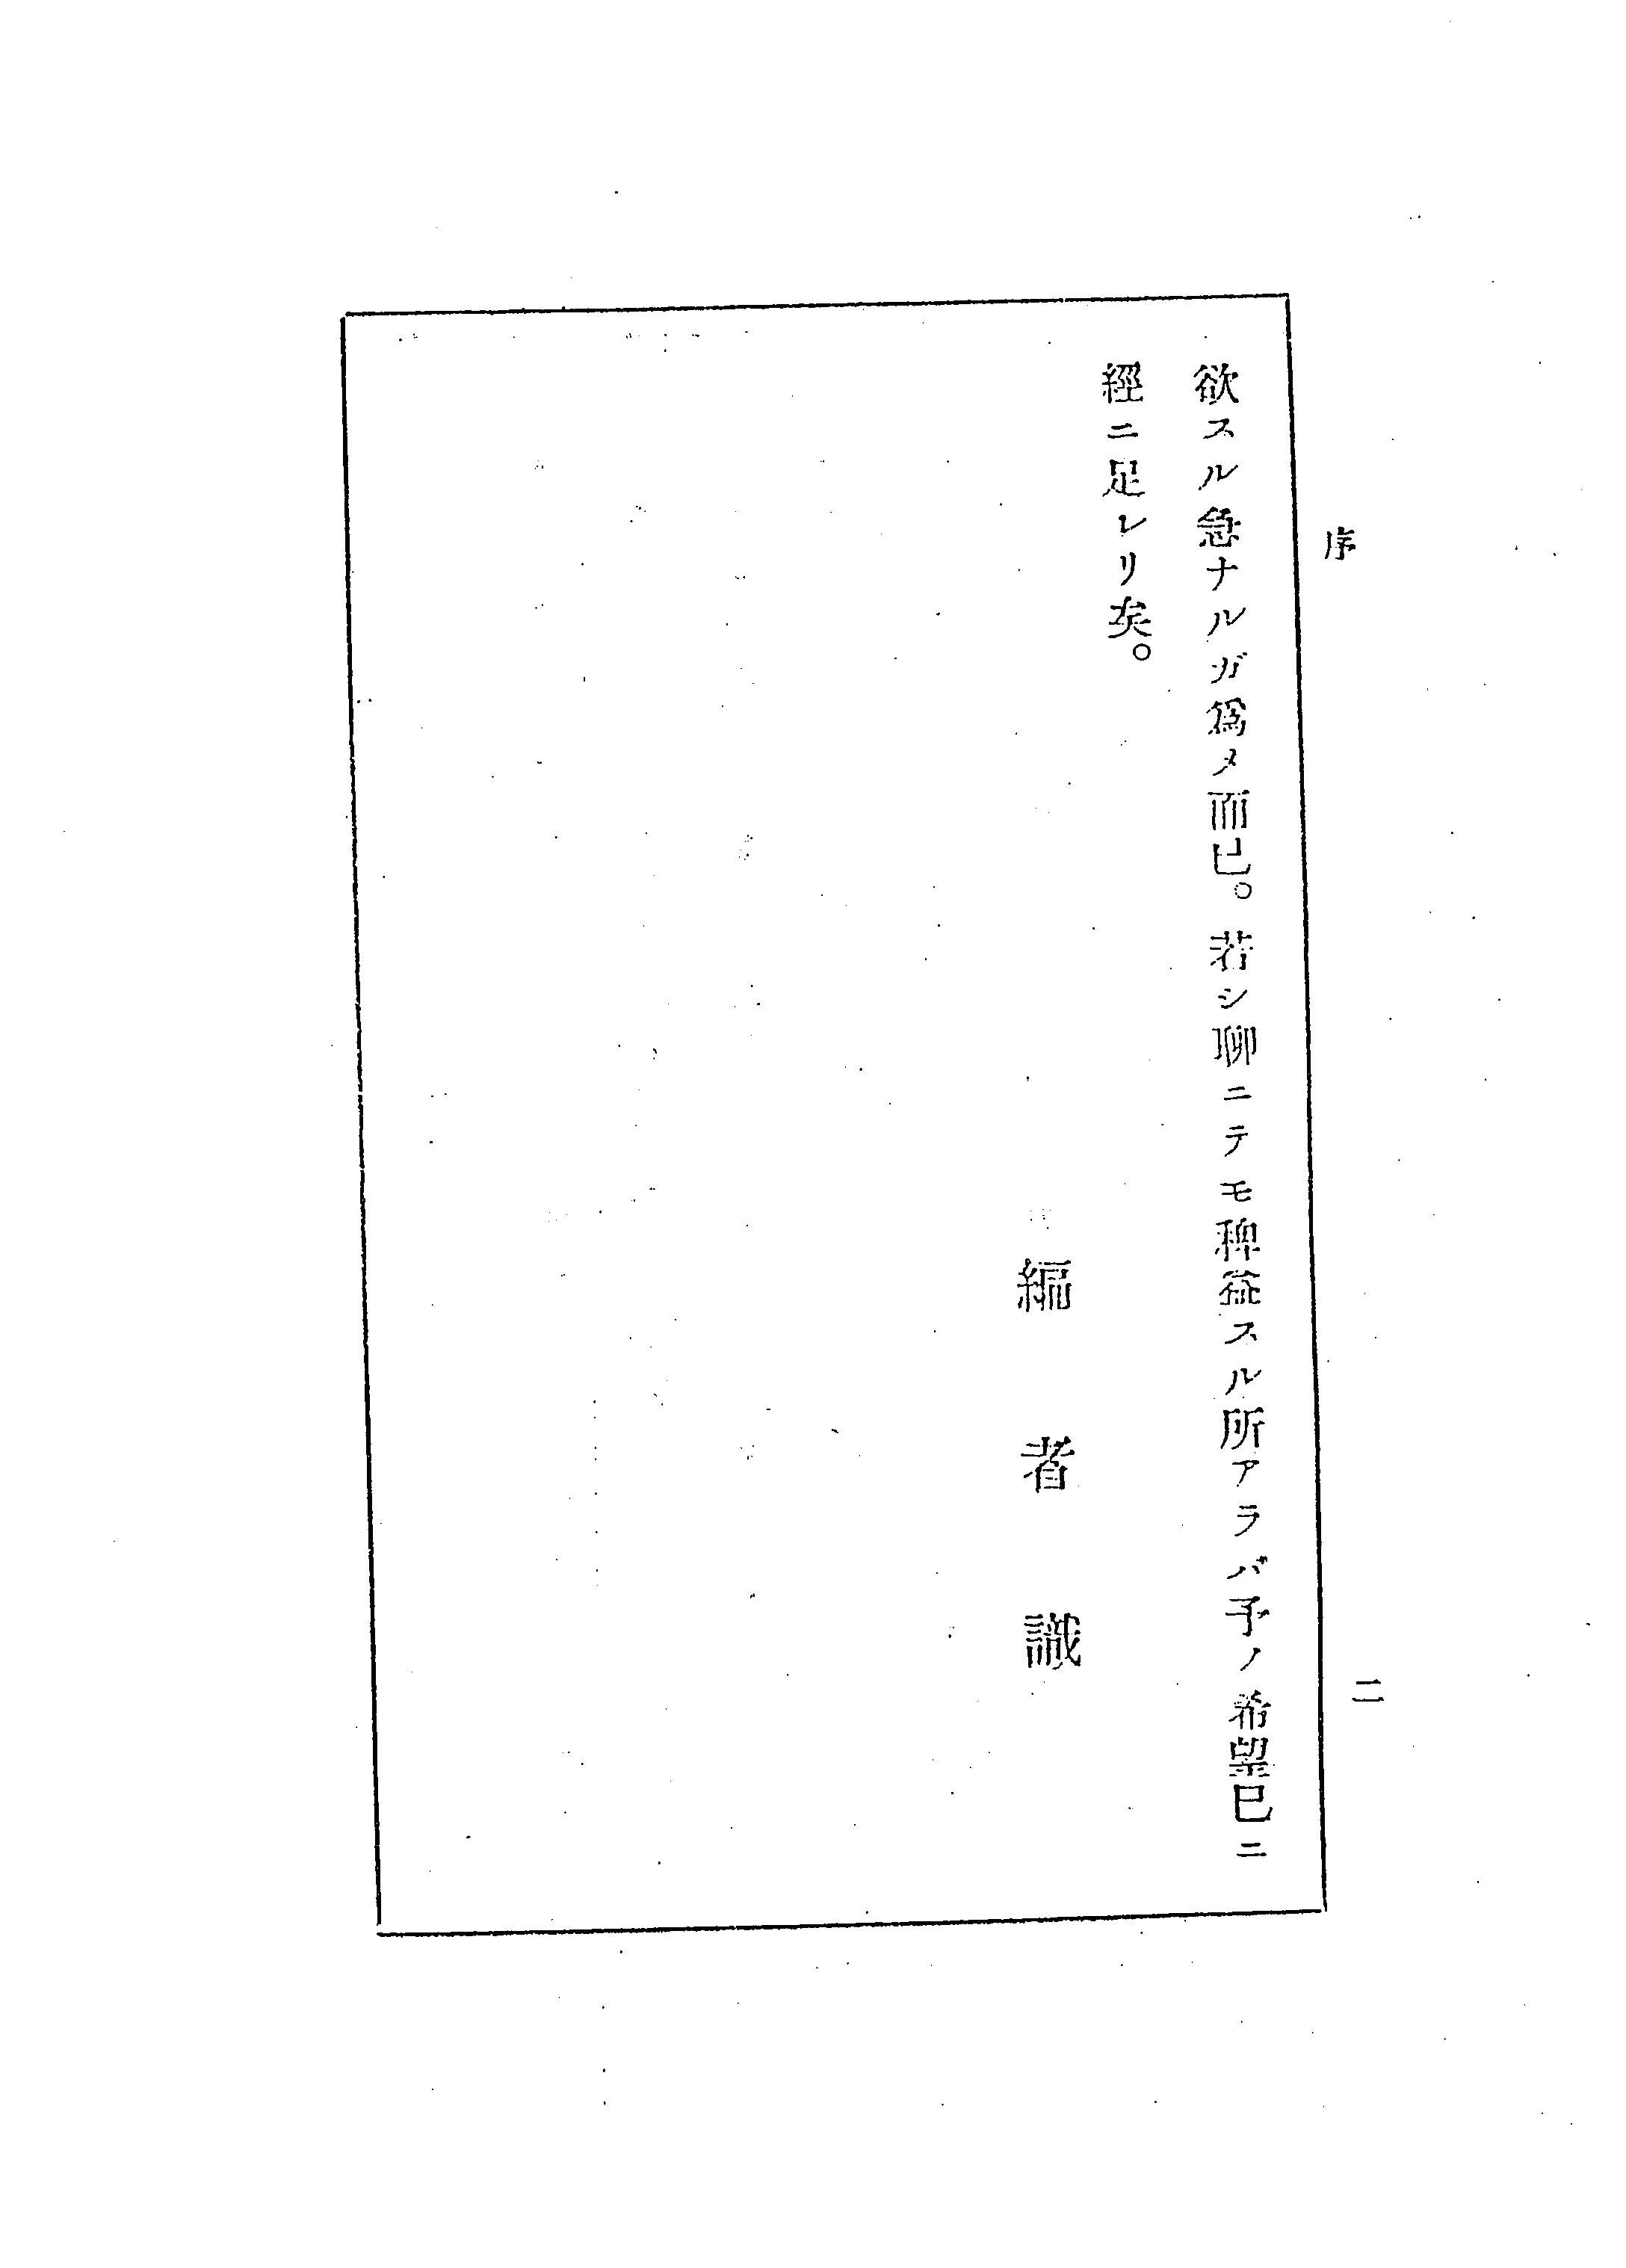 序
二
欲スル急ナルガ爲メ而已。若シ聊ニテモ稗益スル所アラバ予ノ希望已ニ
經ニ足レリ矣。
編者識